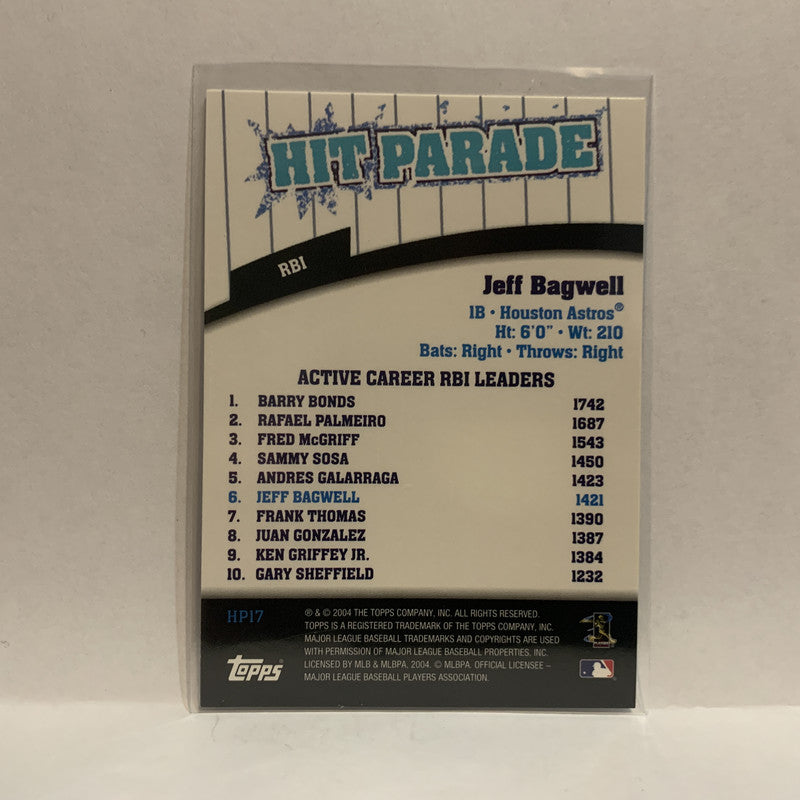 HIT PARADE
RBI
Jeff Bagwell
1B • Houston Astros®
Ht: 6'0" • Wt: 210
Bats: Right • Throws: Right
ACTIVE CAREER RBI LEADERS
1. BARRY BONDS 1742
2. RAFAEL PALMEIRO 1687
3. FRED McGRIFF 1543
4. SAMMY SOSA 1450
5. ANDRES GALARRAGA 1423
6. JEFF BAGWELL 1421
7. FRANK THOMAS 1390
8. JUAN GONZALEZ 1387
9. KEN GRIFFEY JR. 1384
10. GARY SHEFFIELD 1232
HP17
® & © 2004 THE TOPPS COMPANY, INC. ALL RIGHTS RESERVED.
TOPPS IS A REGISTERED TRADEMARK OF THE TOPPS COMPANY, INC.
MAJOR LEAGUE BASEBALL TRADEMARKS AND COPYRIGHTS ARE USED
WITH PERMISSION OF MAJOR LEAGUE BASEBALL PROPERTIES, INC.
LICENSED BY MLB & MLBPA, 2004. © MLBPA. OFFICIAL LICENSEE –
MAJOR LEAGUE BASEBALL PLAYERS ASSOCIATION.
topps